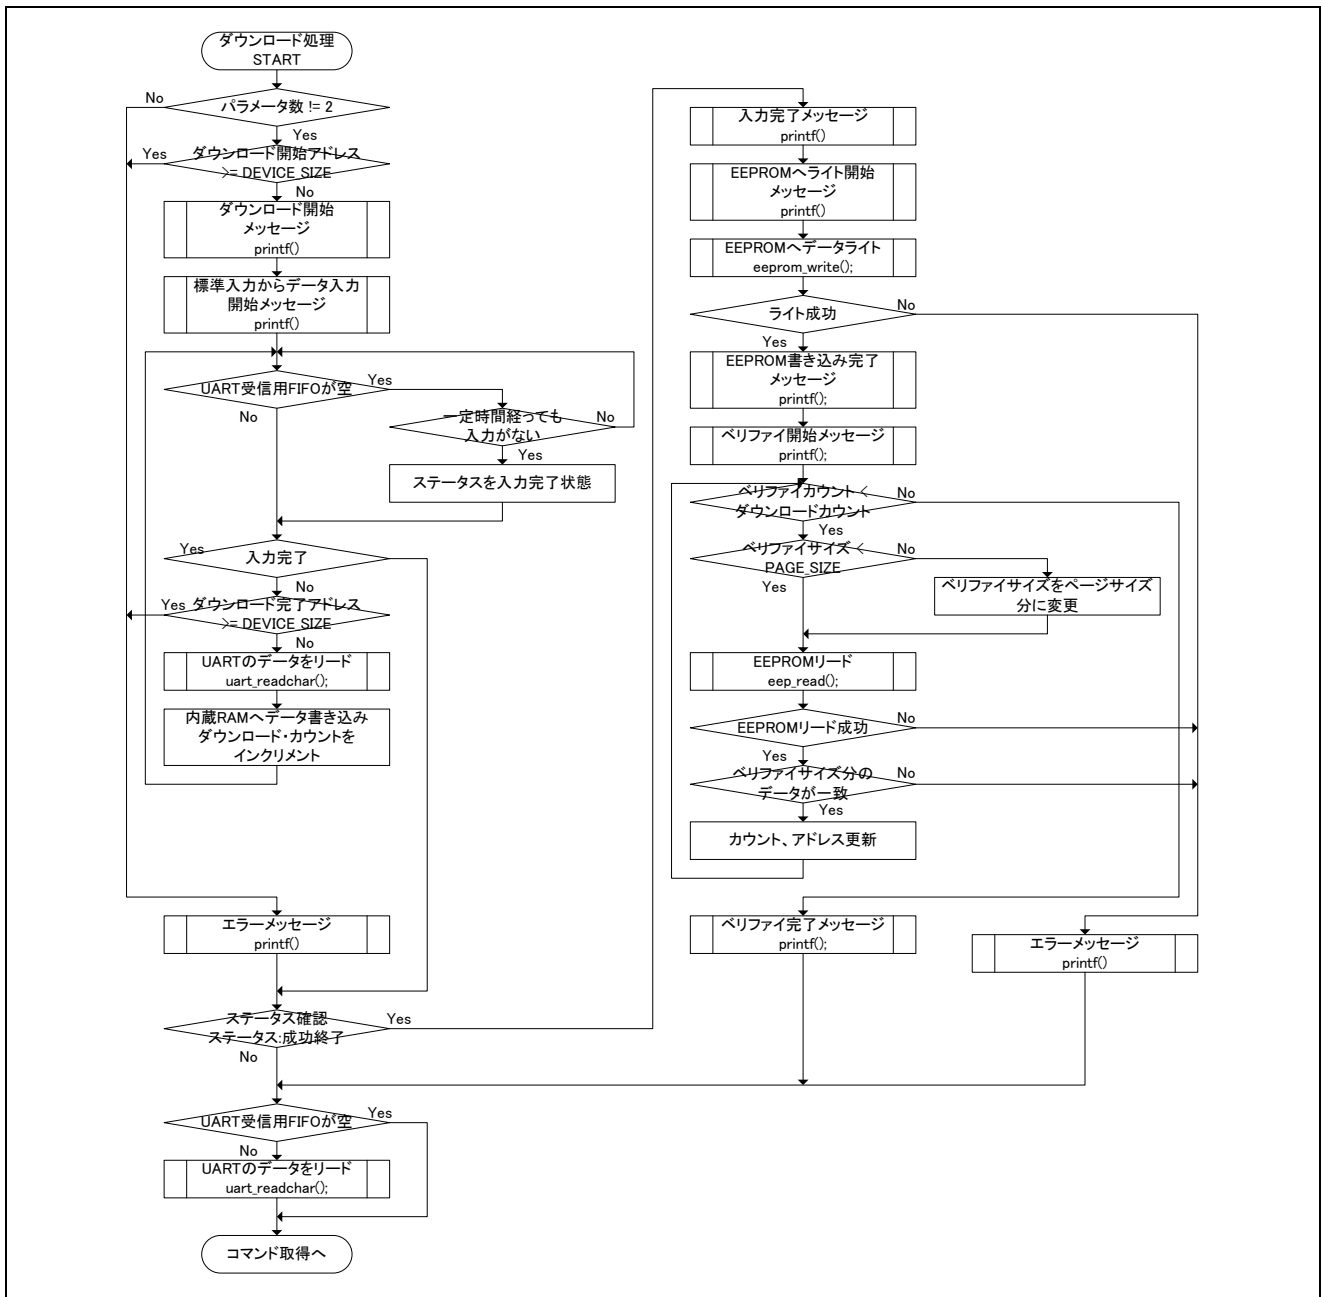 ダウンロード処理
START
パラメータ数 != 2
No
Yes
ダウンロード開始アドレス
>= DEVICE_SIZE
Yes
No
ダウンロード開始
メッセージ
printf()
標準入力からデータ入力
開始メッセージ
printf()
UART受信用FIFOが空
Yes
No
一定時間経っても
入力がない
No
Yes
ステータスを入力完了状態
入力完了
Yes
No
ダウンロード完了アドレス
>= DEVICE_SIZE
Yes
No
UARTのデータをリード
uart_readchar();
内蔵RAMへデータ書き込み
ダウンロード・カウントを
インクリメント
エラーメッセージ
printf()
ステータス確認
ステータス:成功終了
Yes
No
UART受信用FIFOが空
Yes
No
UARTのデータをリード
uart_readchar();
コマンド取得へ
入力完了メッセージ
printf()
EEPROMへライト開始
メッセージ
printf()
EEPROMへデータライト
eeprom_write();
ライト成功
No
Yes
EEPROM書き込み完了
メッセージ
printf();
ベリファイ開始メッセージ
printf();
ベリファイカウント <
ダウンロードカウント
No
Yes
ベリファイサイズ <
PAGE_SIZE
No
Yes
ベリファイサイズをページサイズ
分に変更
EEPROMリード
eep_read();
EEPROMリード成功
No
Yes
ベリファイサイズ分の
データが一致
No
Yes
カウント、アドレス更新
ベリファイ完了メッセージ
printf();
エラーメッセージ
printf()